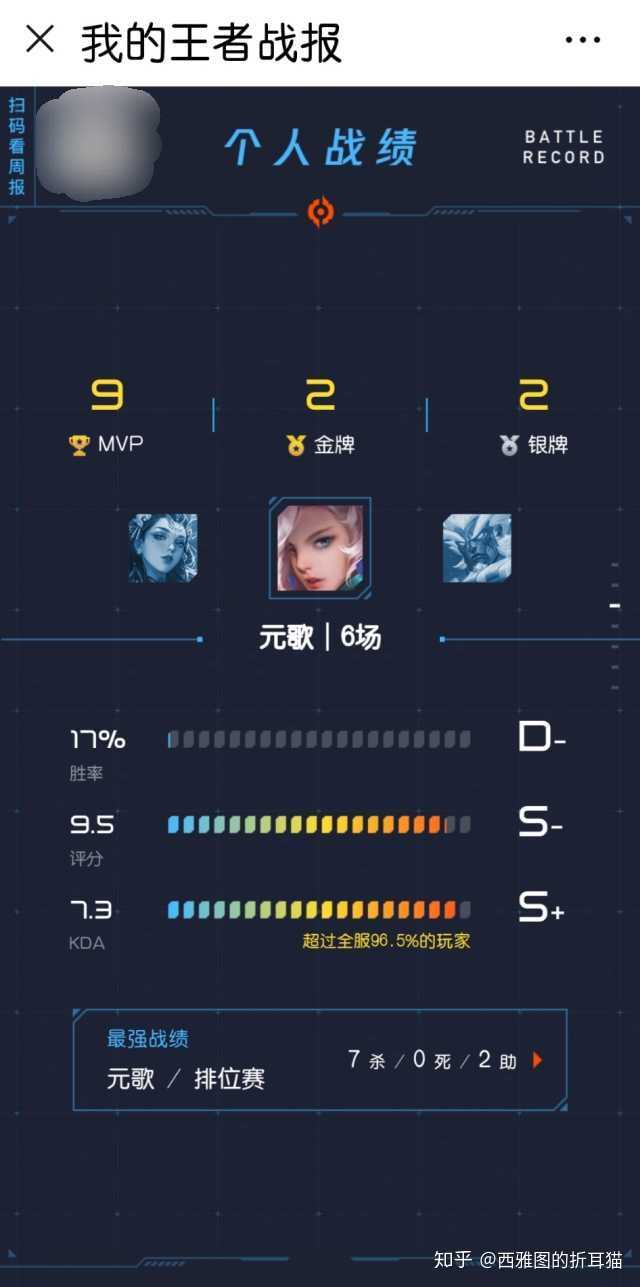 我的王者战报
扫码看周报
个人战绩
BATTLE
RECORD
9
2
2
MVP
金牌
银牌
元歌 | 6场
17%
D-
胜率
9.5
S-
评分
7.3
S+
KDA
超过全服96.5%的玩家
最强战绩
7 杀 / 0 死 / 2 助
元歌 / 排位赛
知乎 @西雅图的折耳猫